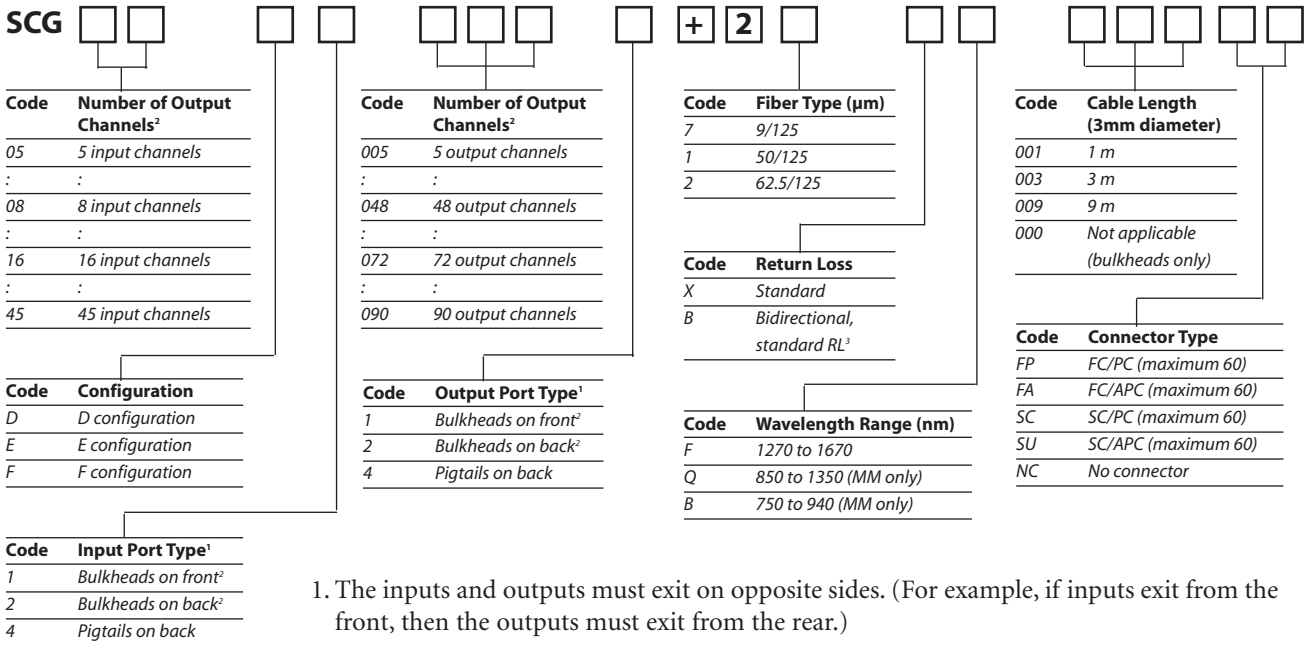 SCG + 2
Code Number of Output Channels²
05 5 input channels
: :
08 8 input channels
: :
16 16 input channels
: :
45 45 input channels
Code Configuration
D D configuration
E E configuration
F F configuration
Code Input Port Type¹
1 Bulkheads on front²
2 Bulkheads on back²
4 Pigtails on back
Code Number of Output Channels²
005 5 output channels
: :
048 48 output channels
: :
072 72 output channels
: :
090 90 output channels
Code Output Port Type¹
1 Bulkheads on front²
2 Bulkheads on back²
4 Pigtails on back
Code Fiber Type (µm)
7 9/125
1 50/125
2 62.5/125
Code Return Loss
X Standard
B Bidirectional,
standard RL³
Code Wavelength Range (nm)
F 1270 to 1670
Q 850 to 1350 (MM only)
B 750 to 940 (MM only)
Code Cable Length
(3mm diameter)
001 1 m
003 3 m
009 9 m
000 Not applicable
(bulkheads only)
Code Connector Type
FP FC/PC (maximum 60)
FA FC/APC (maximum 60)
SC SC/PC (maximum 60)
SU SC/APC (maximum 60)
NC No connector
1. The inputs and outputs must exit on opposite sides. (For example, if inputs exit from the
front, then the outputs must exit from the rear.)